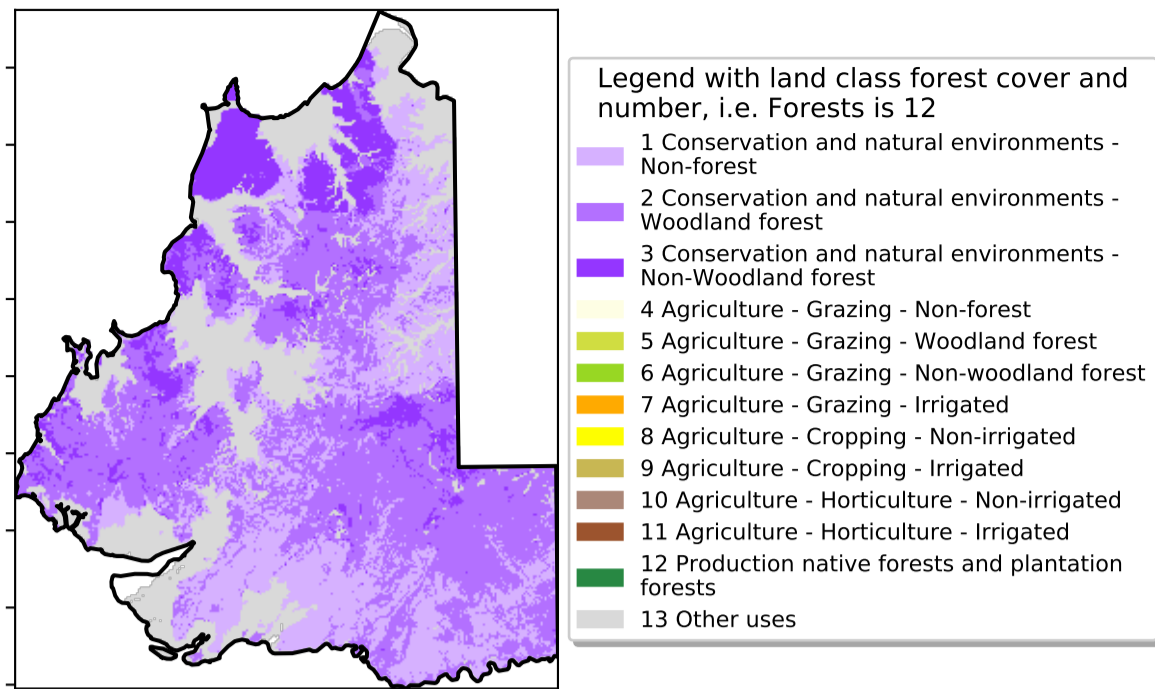 Legend with land class forest cover and
number, i.e. Forests is 12
1 Conservation and natural environments -
Non-forest
2 Conservation and natural environments -
Woodland forest
3 Conservation and natural environments -
Non-Woodland forest
4 Agriculture - Grazing - Non-forest
5 Agriculture - Grazing - Woodland forest
6 Agriculture - Grazing - Non-woodland forest
7 Agriculture - Grazing - Irrigated
8 Agriculture - Cropping - Non-irrigated
9 Agriculture - Cropping - Irrigated
10 Agriculture - Horticulture - Non-irrigated
11 Agriculture - Horticulture - Irrigated
12 Production native forests and plantation
forests
13 Other uses